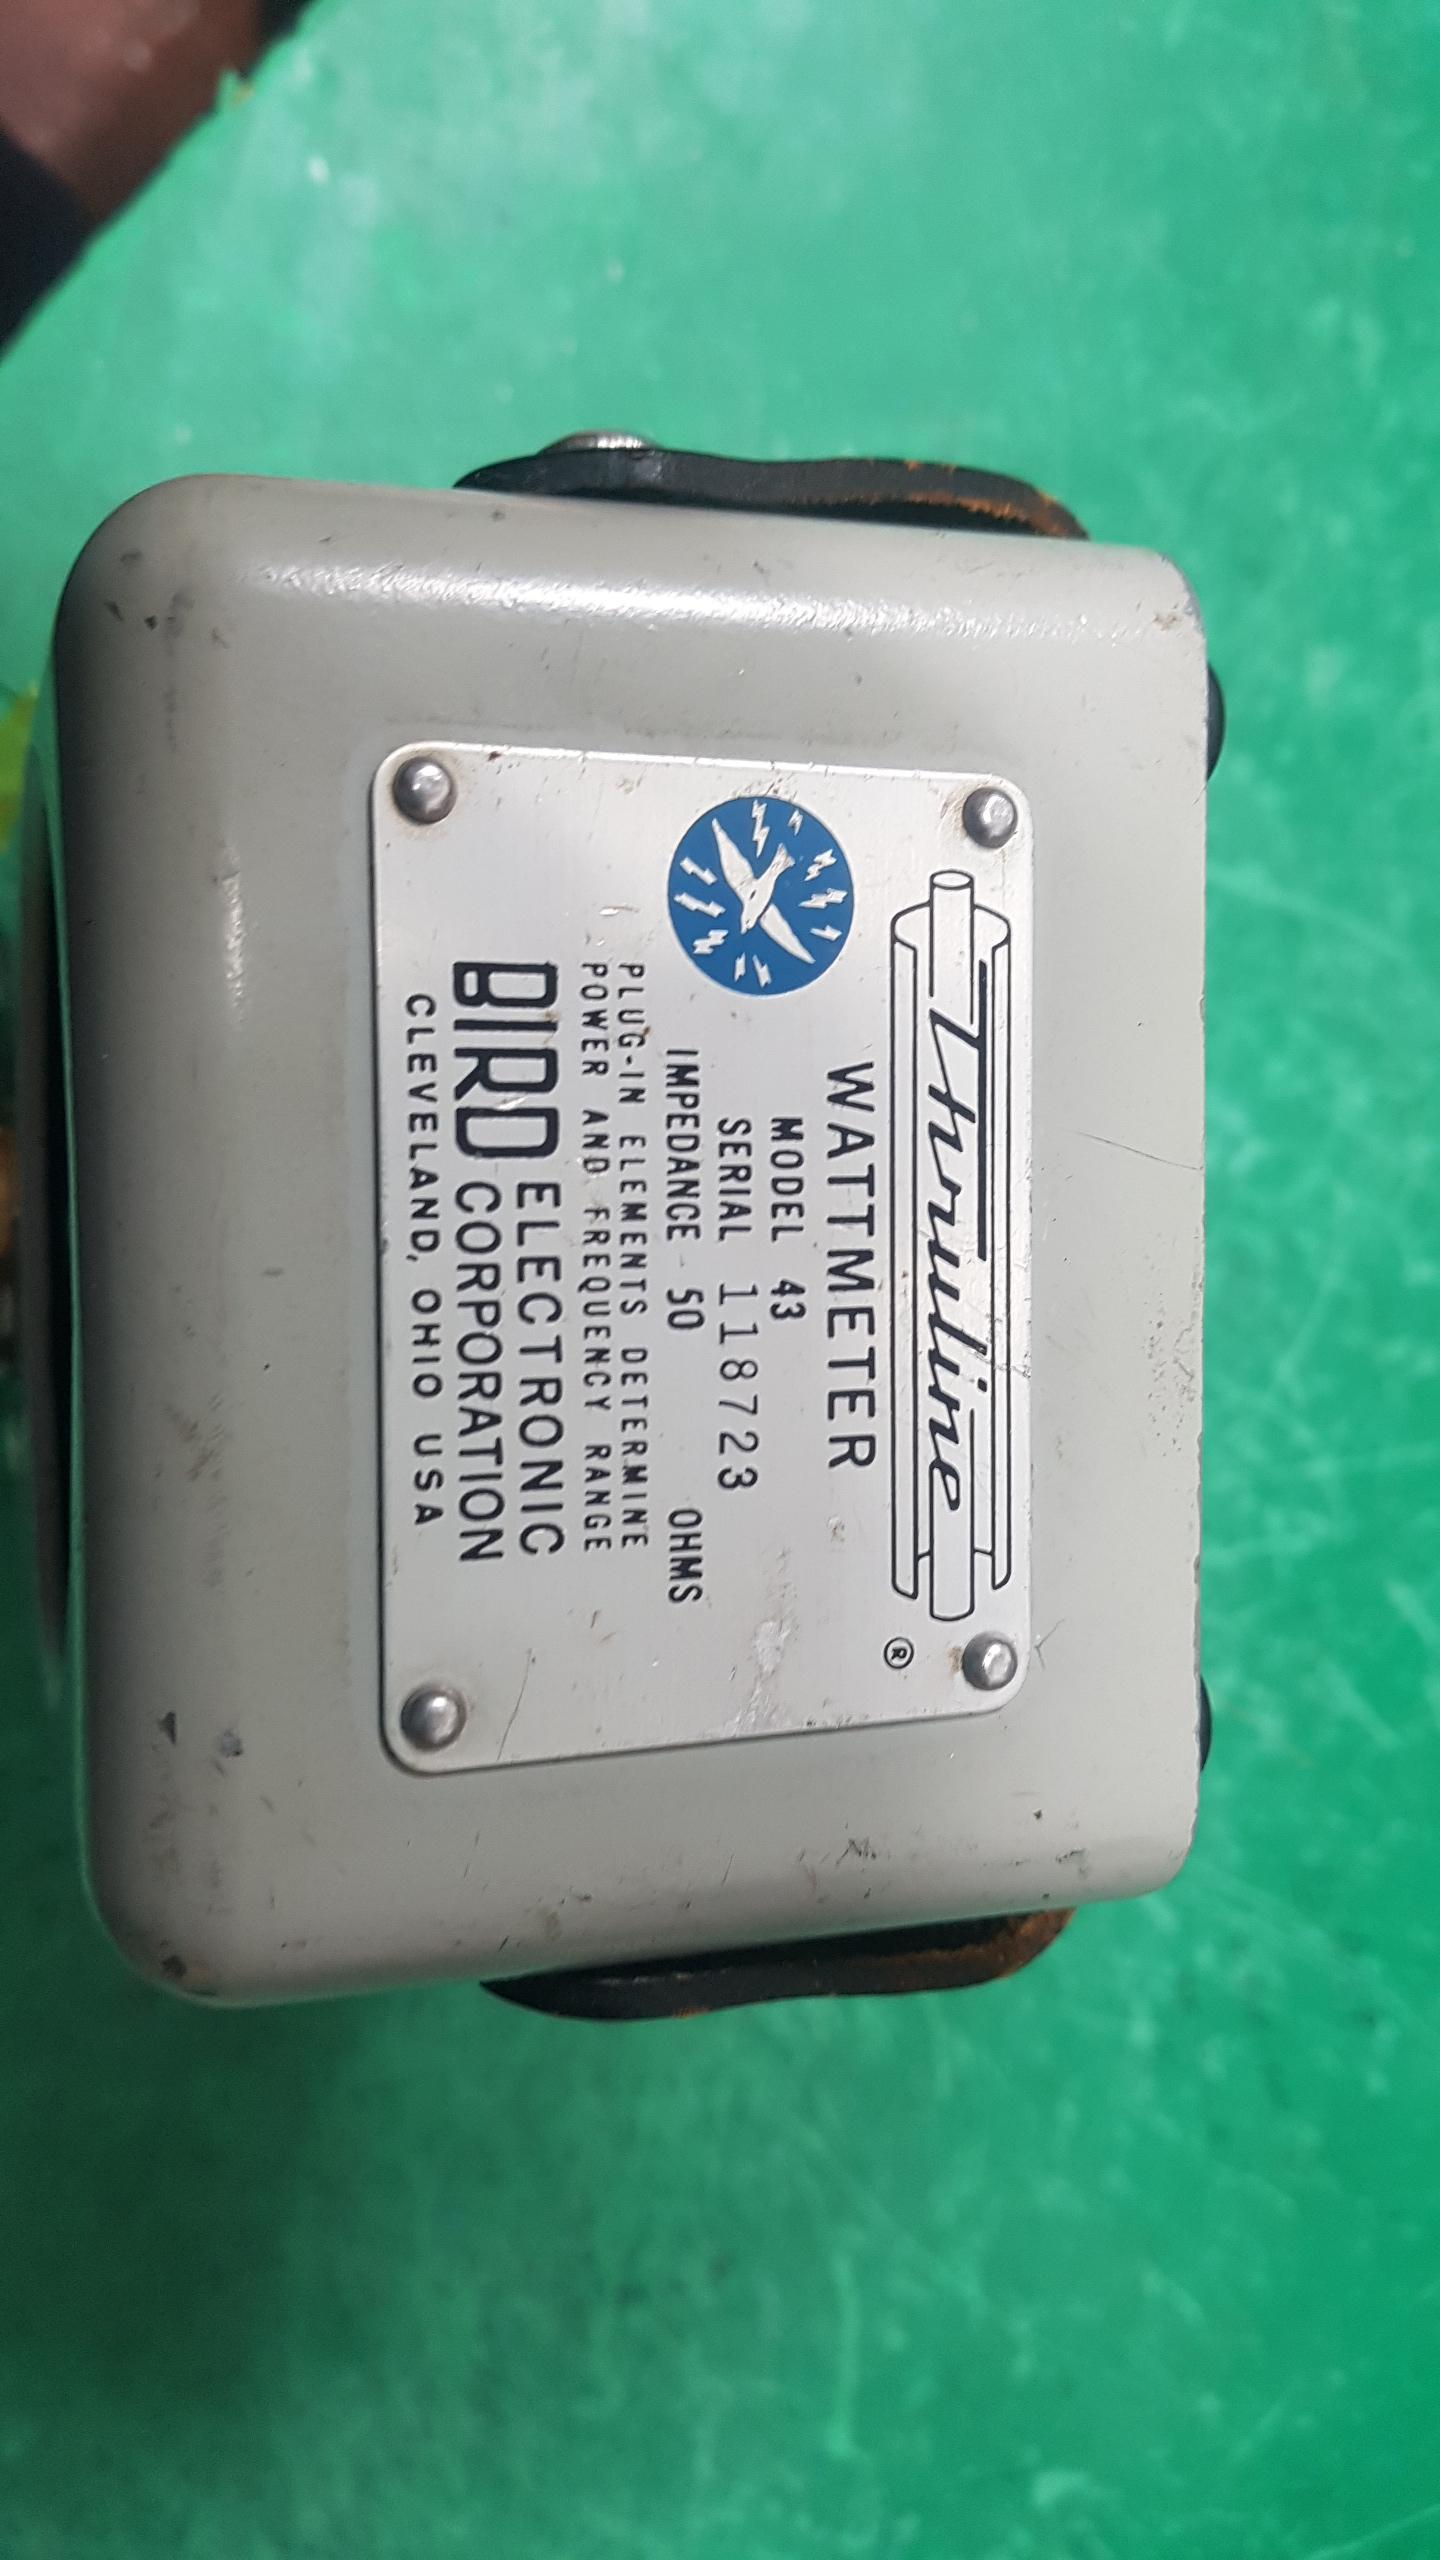 Thruline
®
WATTMETER
MODEL 43
SERIAL 118723
IMPEDANCE 50 OHMS
PLUG-IN ELEMENTS DETERMINE
POWER AND FREQUENCY RANGE
BIRD ELECTRONIC
CORPORATION
CLEVELAND, OHIO USA